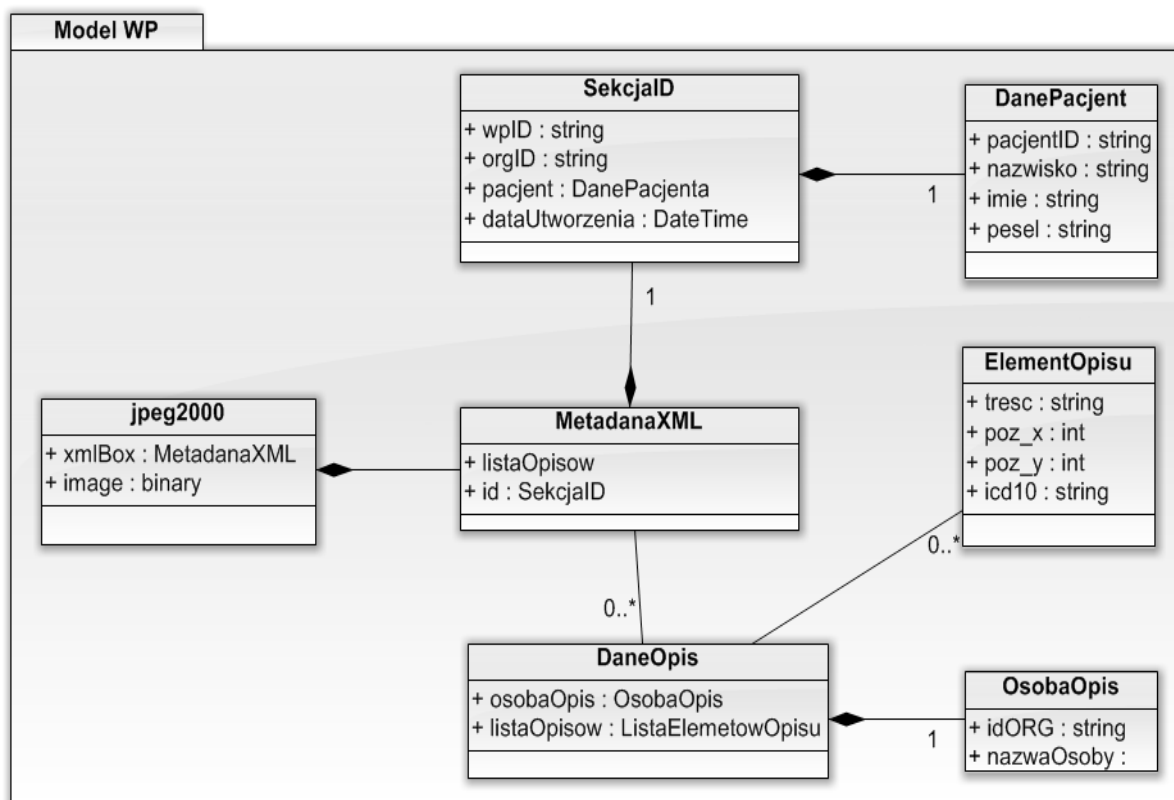 Model WP
SekcjaID
+ wpID : string
+ orgID : string
+ pacjent : DanePacjenta
+ dataUtworzenia : DateTime
DanePacjent
+ pacjentID : string
+ nazwisko : string
+ imie : string
+ pesel : string
1
1
jpeg2000
+ xmlBox : MetadanaXML
+ image : binary
MetadanaXML
+ listaOpisow
+ id : SekcjaID
ElementOpisu
+ tresc : string
+ poz_x : int
+ poz_y : int
+ icd10 : string
0..*
0..*
DaneOpis
+ osobaOpis : OsobaOpis
+ listaOpisow : ListaElemetowOpisu
1
OsobaOpis
+ idORG : string
+ nazwaOsoby :